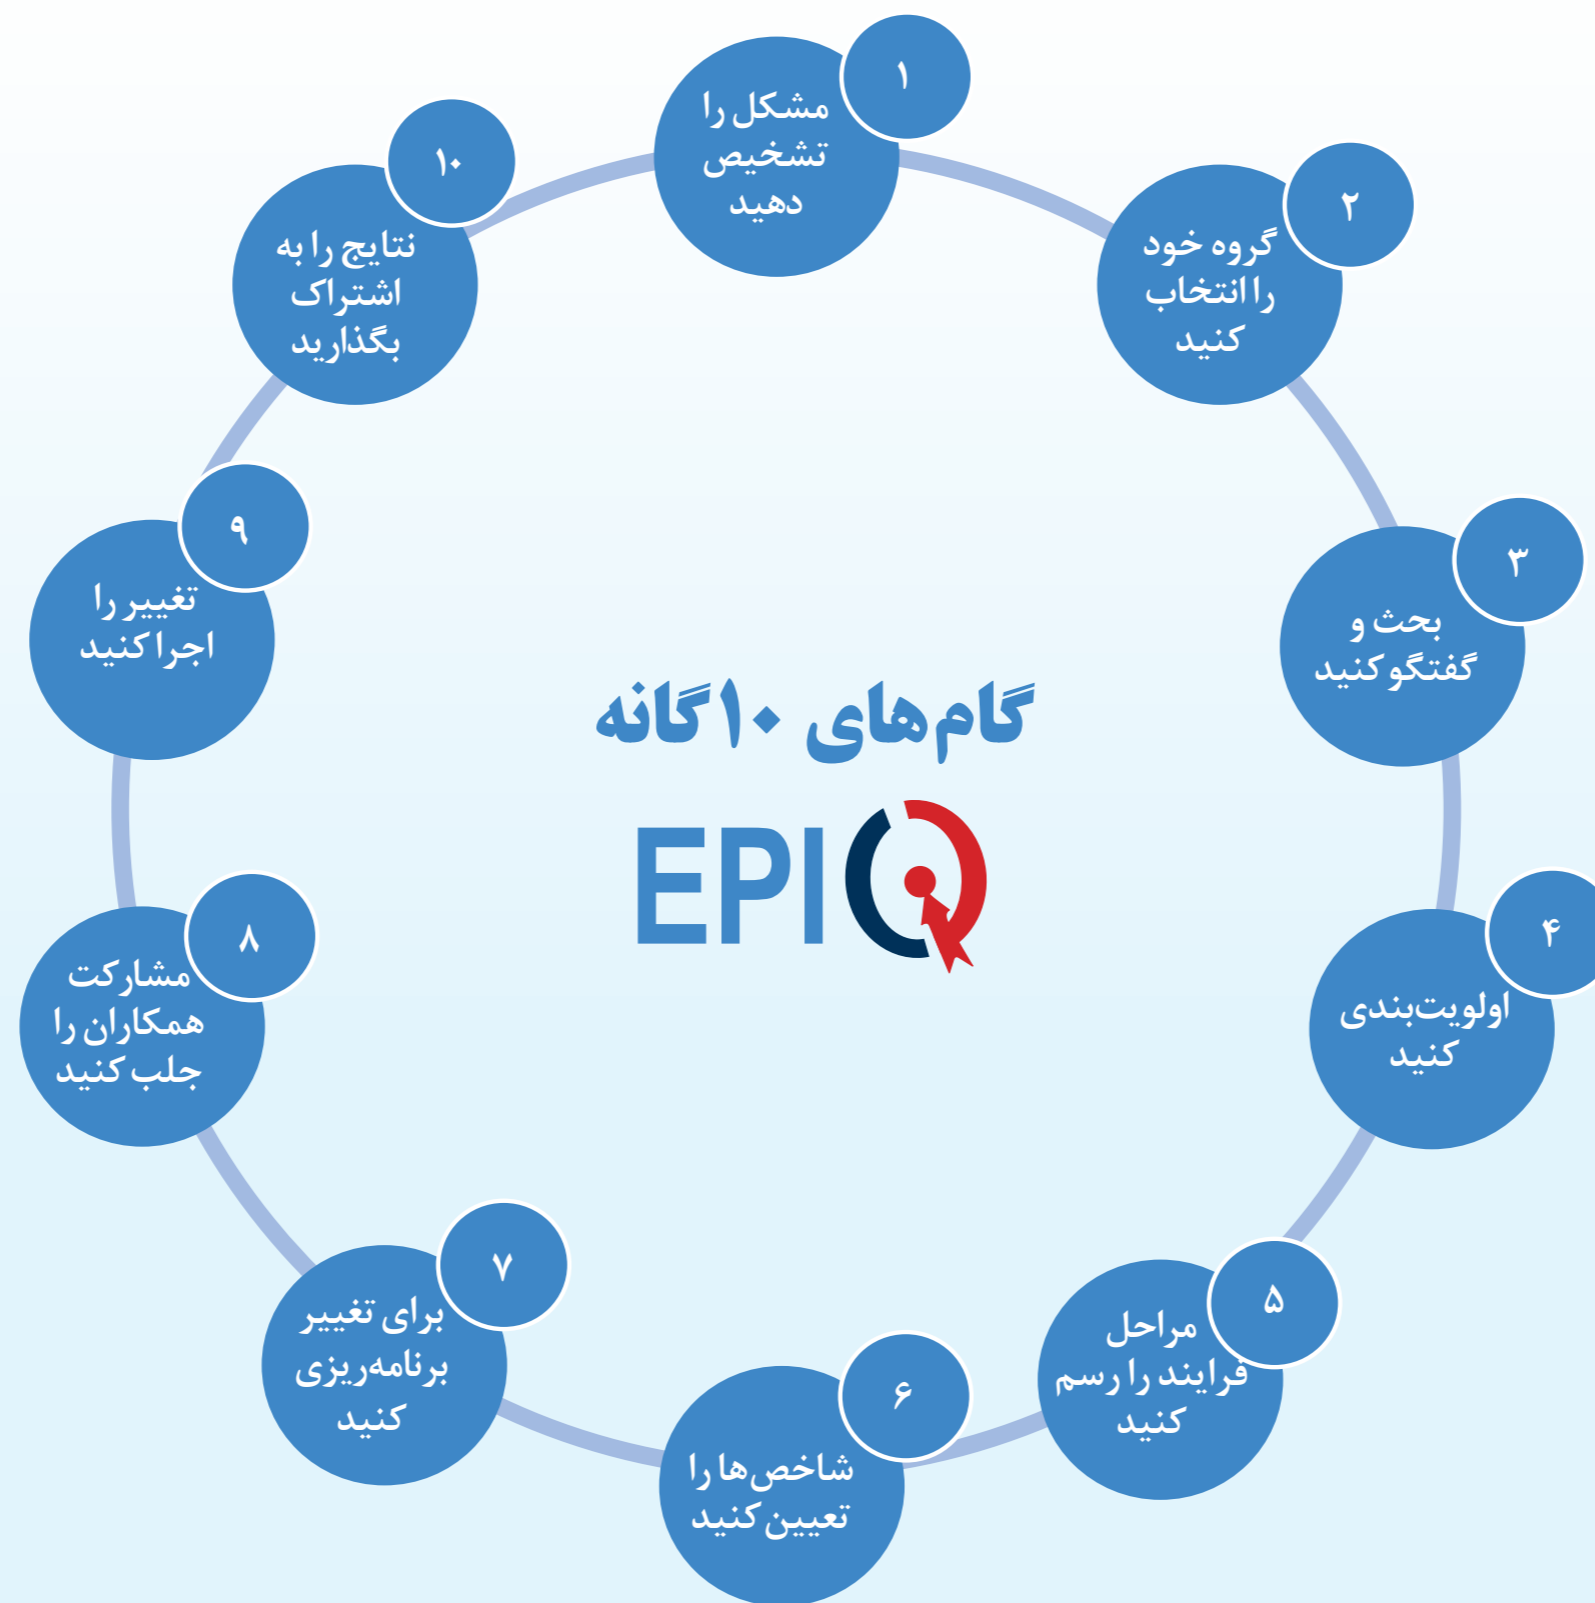 گام‌های ۱۰گانه
EPIQ
۱
مشکل را
تشخیص
دهید
۲
گروه خود
را انتخاب
کنید
۳
بحث و
گفتگو کنید
۴
اولویت‌بندی
کنید
۵
مراحل
فرایند را رسم
کنید
۶
شاخص‌ها را
تعیین کنید
۷
برای تغییر
برنامه‌ریزی
کنید
۸
مشارکت
همکاران را
جلب کنید
۹
تغییر را
اجرا کنید
۱۰
نتایج را به
اشتراک
بگذارید